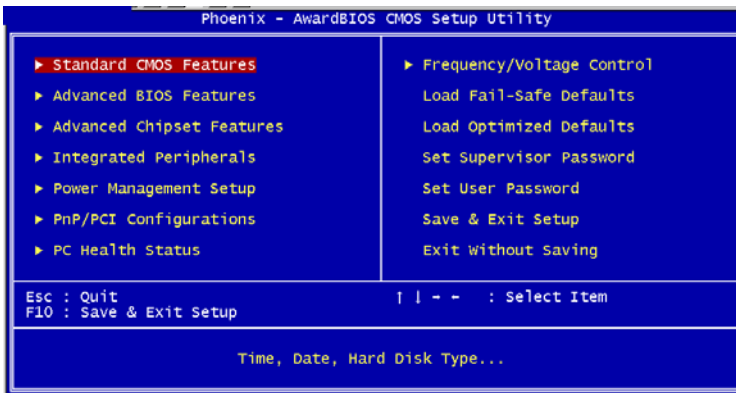 Phoenix - AwardBIOS CMOS Setup Utility
► Standard CMOS Features
► Advanced BIOS Features
► Advanced Chipset Features
► Integrated Peripherals
► Power Management Setup
► PnP/PCI Configurations
► PC Health Status
► Frequency/Voltage Control
Load Fail-Safe Defaults
Load Optimized Defaults
Set Supervisor Password
Set User Password
Save & Exit Setup
Exit Without Saving
Esc : Quit
F10 : Save & Exit Setup
↑ ↓ → ← : Select Item
Time, Date, Hard Disk Type...